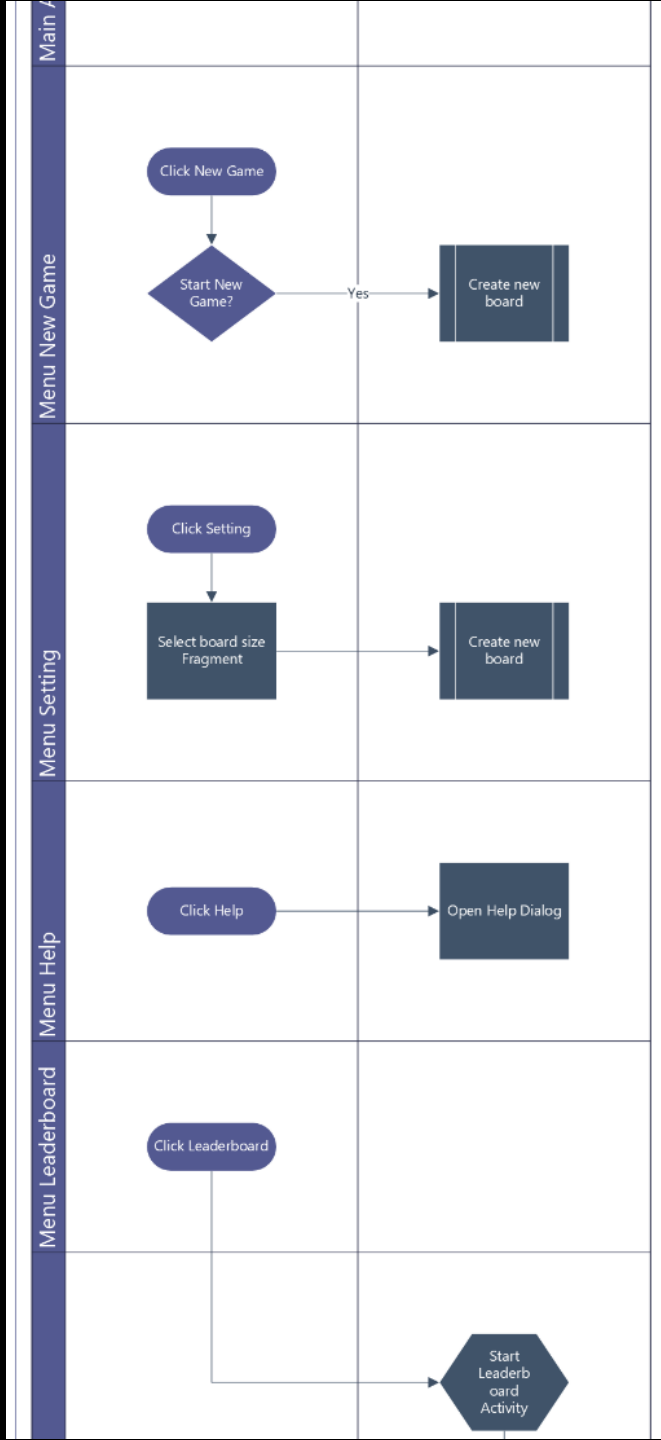 Main A
Menu New Game
Click New Game
Start New
Game?
Yes
Create new
board
Menu Setting
Click Setting
Select board size
Fragment
Create new
board
Menu Help
Click Help
Open Help Dialog
Menu Leaderboard
Click Leaderboard
Start
Leaderb
oard
Activity